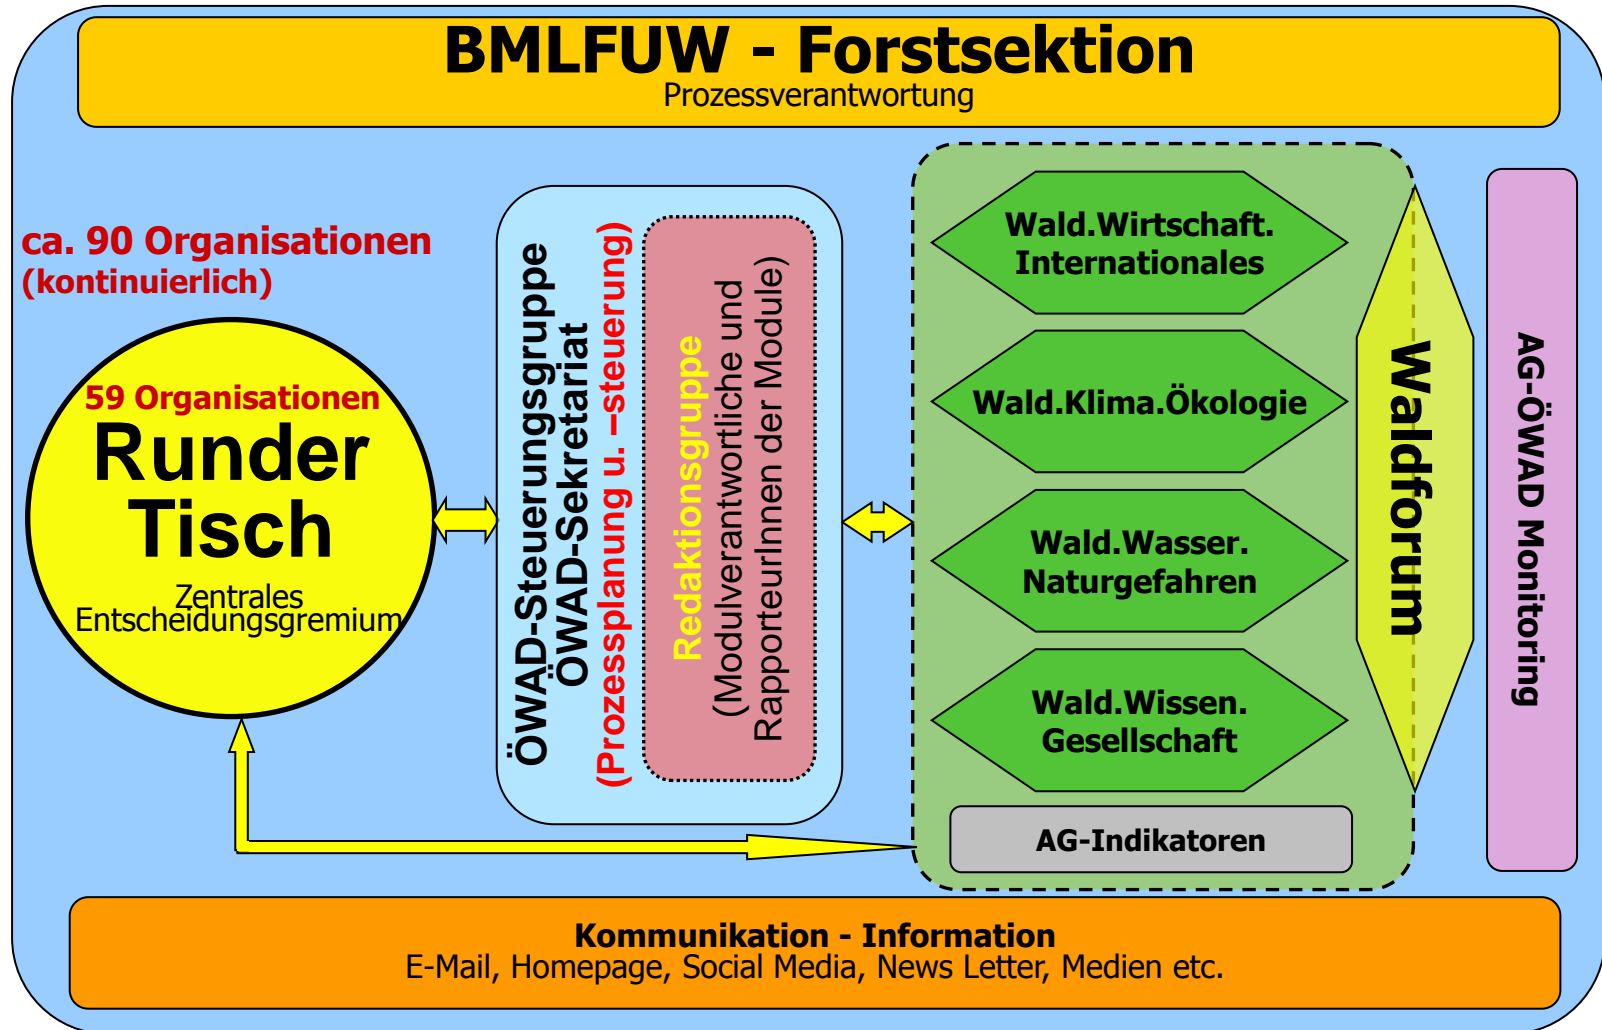 BMLFUW - Forstsektion
Prozessverantwortung
ca. 90 Organisationen
(kontinuierlich)
59 Organisationen
Runder
Tisch
Zentrales
Entscheidungsgremium
ÖWAD-Steuerungsgruppe
ÖWAD-Sekretariat
(Prozessplanung u. –steuerung)
Redaktionsgruppe
(Modulverantwortliche und
RapporteurInnen der Module)
Wald.Wirtschaft.
Internationales
Wald.Klima.Ökologie
Wald.Wasser.
Naturgefahren
Wald.Wissen.
Gesellschaft
AG-Indikatoren
Waldforum
AG-ÖWAD Monitoring
Kommunikation - Information
E-Mail, Homepage, Social Media, News Letter, Medien etc.